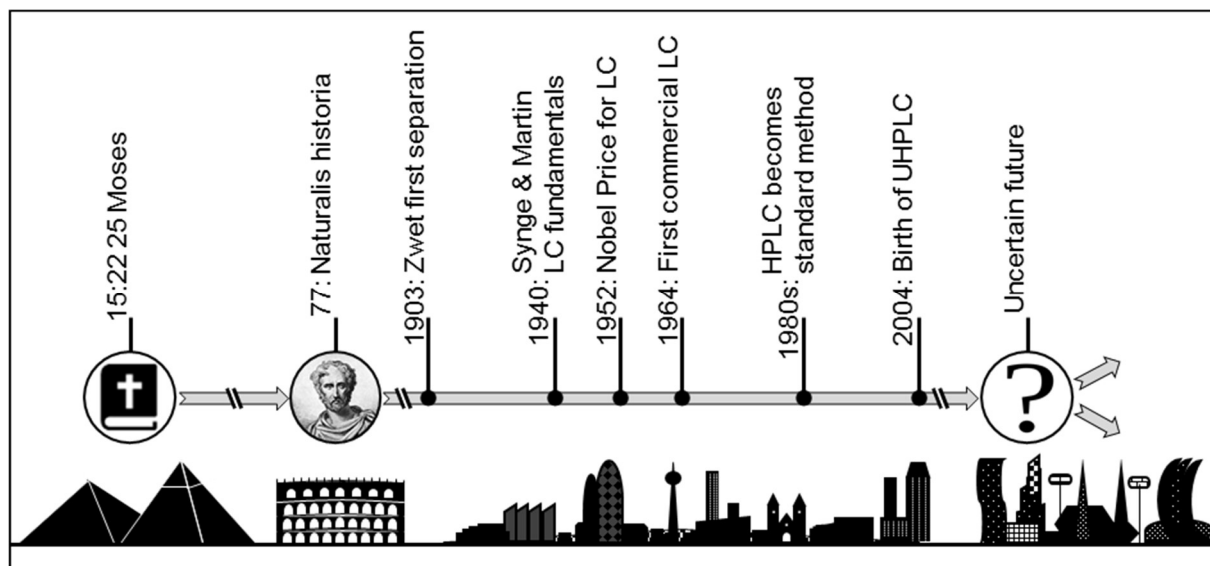 15:22 25 Moses
77: Naturalis historia
1903: Zwet first separation
1940: Synge & Martin
LC fundamentals
1952: Nobel Price for LC
1964: First commercial LC
1980s: HPLC becomes
standard method
2004: Birth of UHPLC
Uncertain future
?